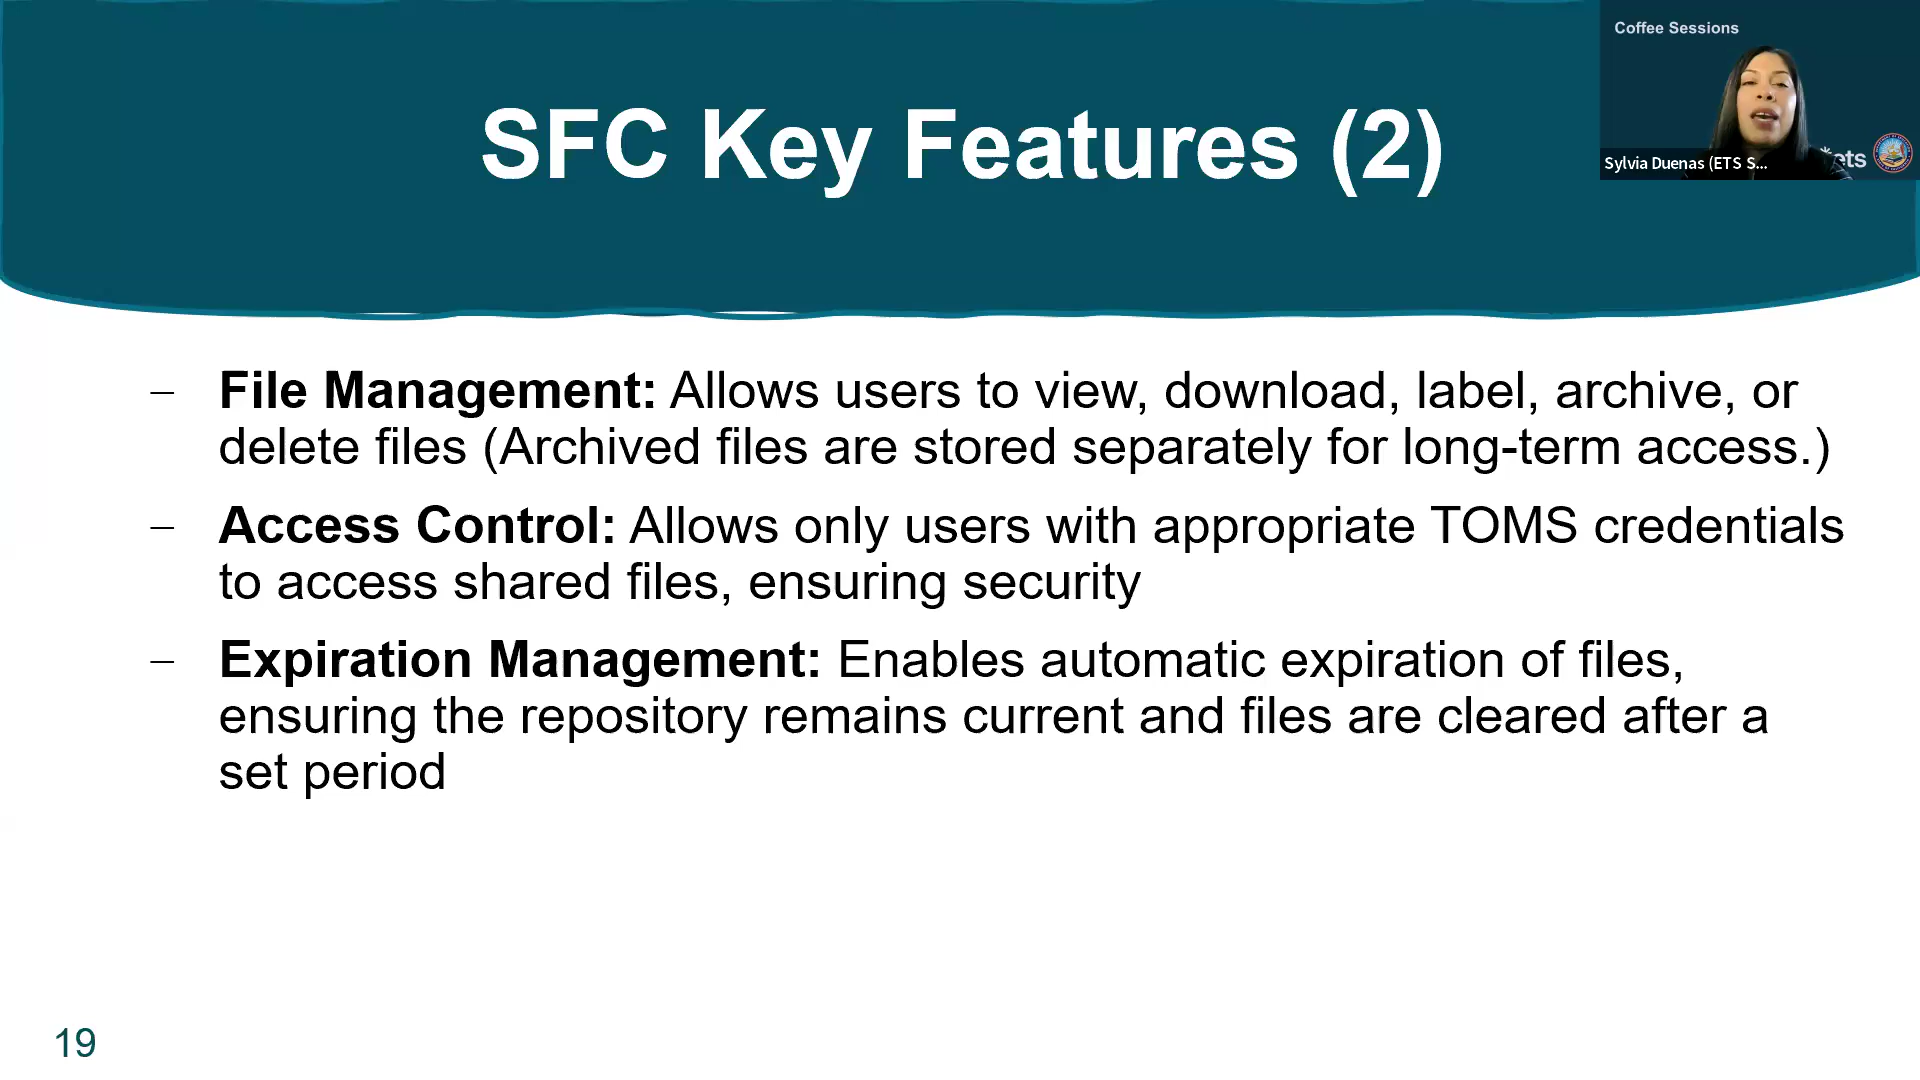 Coffee Sessions
SFC Key Features (2)
Sylvia Duenas (ETS S...
ets
– File Management: Allows users to view, download, label, archive, or
delete files (Archived files are stored separately for long-term access.)
– Access Control: Allows only users with appropriate TOMS credentials
to access shared files, ensuring security
– Expiration Management: Enables automatic expiration of files,
ensuring the repository remains current and files are cleared after a
set period
19